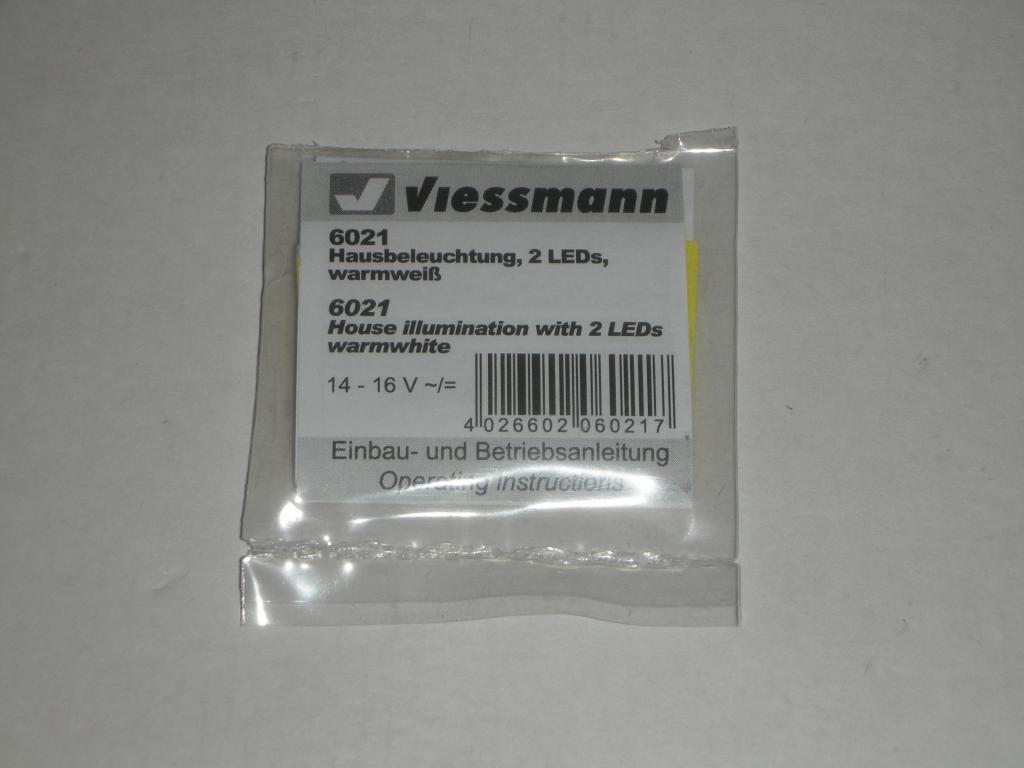 Viessmann
6021
Hausbeleuchtung, 2 LEDs,
warmweiß
6021
House illumination with 2 LEDs
warmwhite
14 - 16 V ~/=
4 026602 060217
Einbau- und Betriebsanleitung
Operating instructions